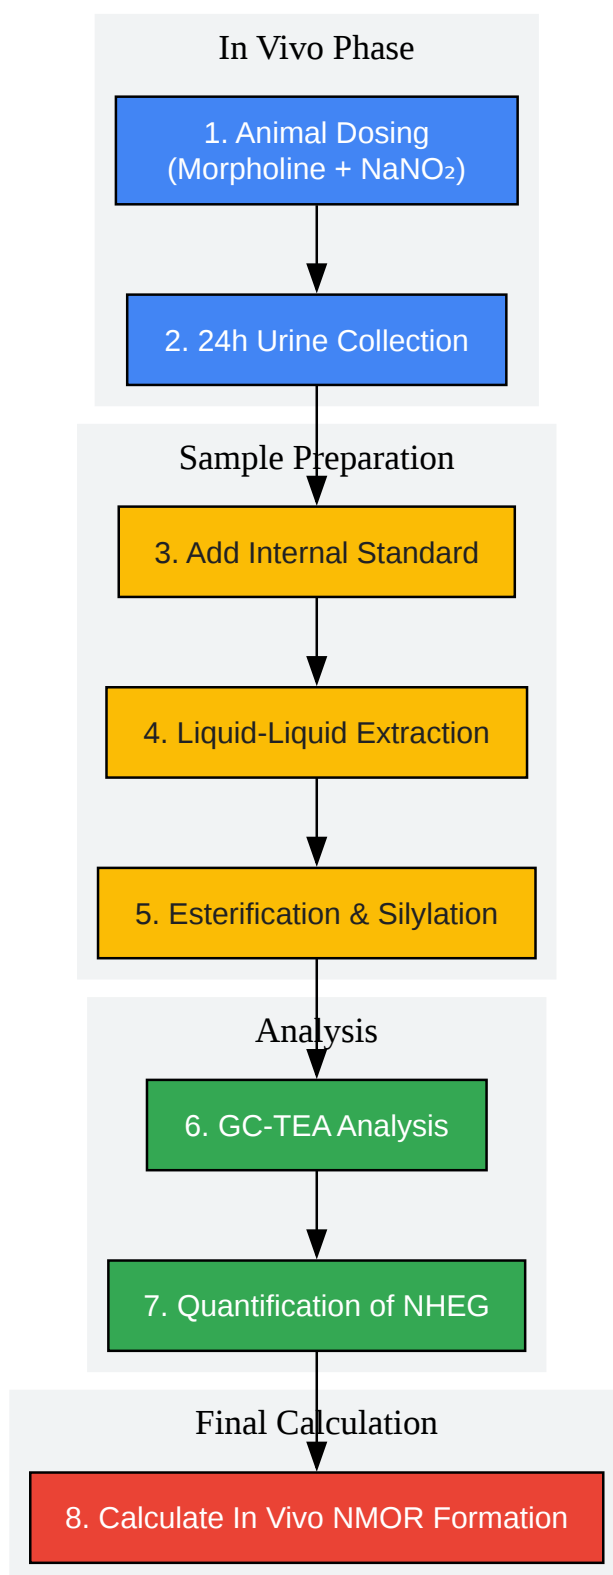 In Vivo Phase
1. Animal Dosing
(Morpholine + NaNO₂)
2. 24h Urine Collection
Sample Preparation
3. Add Internal Standard
4. Liquid-Liquid Extraction
5. Esterification & Silylation
Analysis
6. GC-TEA Analysis
7. Quantification of NHEG
Final Calculation
8. Calculate In Vivo NMOR Formation